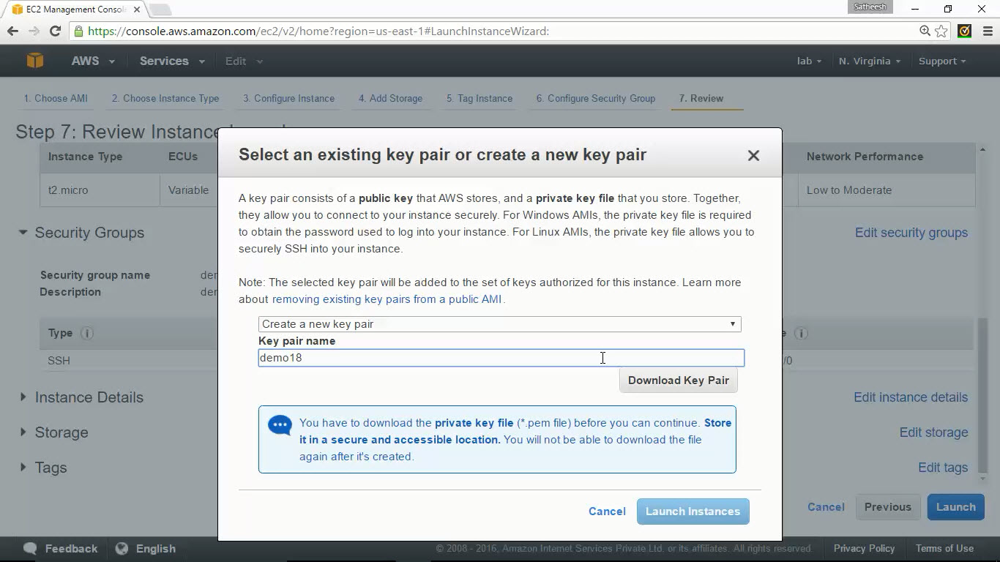 EC2 Management Console
Satheesh
https://console.aws.amazon.com/ec2/v2/home?region=us-east-1#LaunchInstanceWizard:
AWS Services Edit lab N. Virginia Support
1. Choose AMI 2. Choose Instance Type 3. Configure Instance 4. Add Storage 5. Tag Instance 6. Configure Security Group 7. Review
Step 7: Review Instance
Instance Type ECUs Network Performance
t2.micro Variable Low to Moderate
Security Groups Edit security groups
Security group name
Description
Type
SSH /0
Instance Details Edit instance details
Storage Edit storage
Tags Edit tags
Cancel Previous Launch
Select an existing key pair or create a new key pair
A key pair consists of a public key that AWS stores, and a private key file that you store. Together,
they allow you to connect to your instance securely. For Windows AMIs, the private key file is required
to obtain the password used to log into your instance. For Linux AMIs, the private key file allows you to
securely SSH into your instance.
Note: The selected key pair will be added to the set of keys authorized for this instance. Learn more
about removing existing key pairs from a public AMI.
Create a new key pair
Key pair name
demo18
Download Key Pair
You have to download the private key file (*.pem file) before you can continue. Store
it in a secure and accessible location. You will not be able to download the file
again after it's created.
Cancel Launch Instances
Feedback English © 2008 - 2016, Amazon Internet Services Private Ltd. or its affiliates. All rights reserved. Privacy Policy Terms of Use